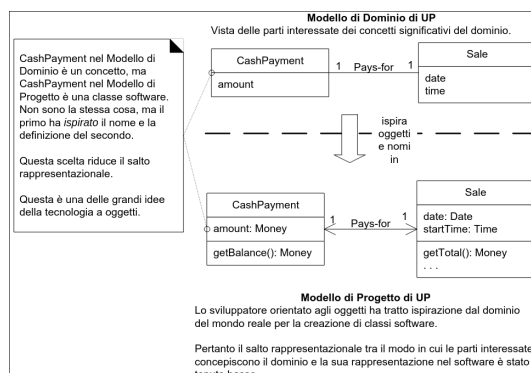 Modello di Dominio di UP
Vista delle parti interessate dei concetti significativi del dominio.
CashPayment nel Modello di
Dominio è un concetto, ma
CashPayment nel Modello di
Progetto è una classe software.
Non sono la stessa cosa, ma il
primo ha ispirato il nome e la
definizione del secondo.
Questa scelta riduce il salto
rappresentazionale.
Questa è una delle grandi idee
della tecnologia a oggetti.
CashPayment
amount
1 Pays-for 1
Sale
date
time
ispira
oggetti
e nomi
in
CashPayment
amount: Money
getBalance(): Money
1 Pays-for 1
Sale
date: Date
startTime: Time
getTotal(): Money
. . .
Modello di Progetto di UP
Lo sviluppatore orientato agli oggetti ha tratto ispirazione dal dominio
del mondo reale per la creazione di classi software.
Pertanto il salto rappresentazionale tra il modo in cui le parti interessate
concepiscono il dominio e la sua rappresentazione nel software è stato